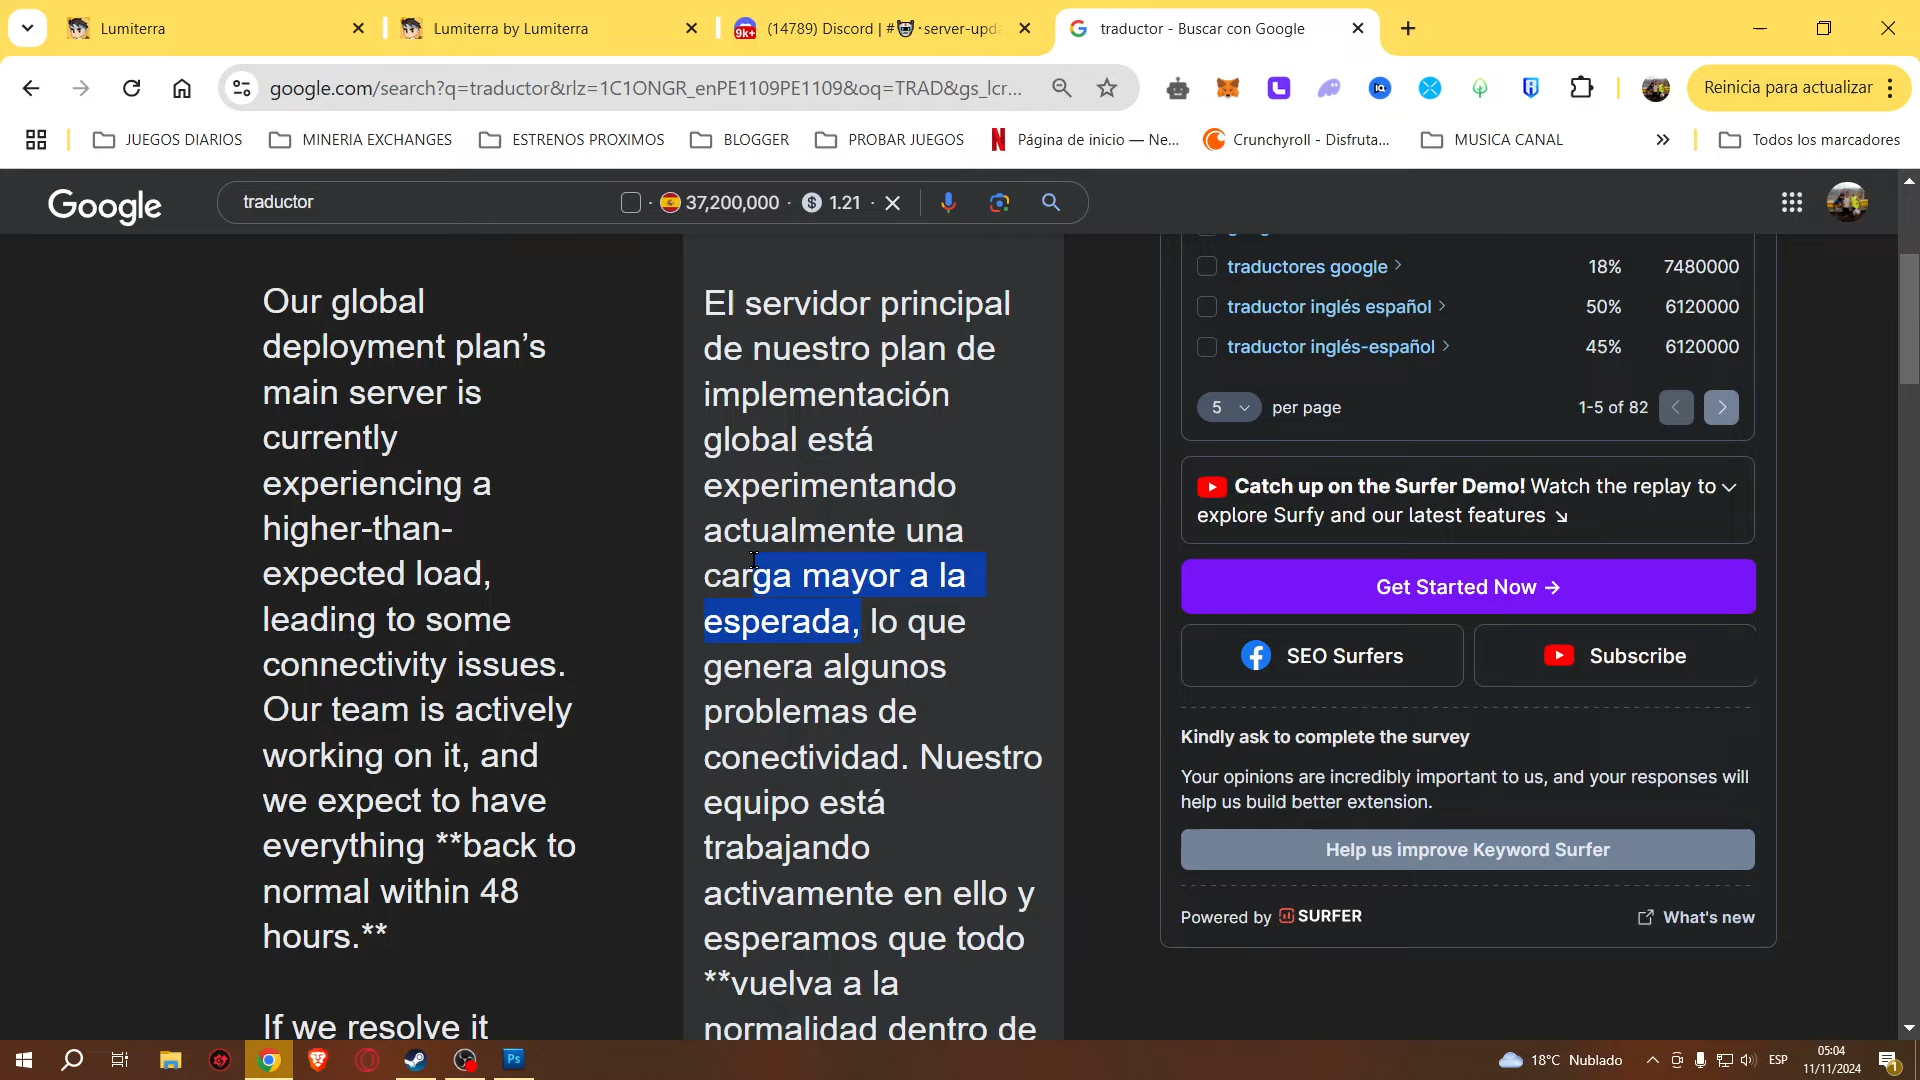 Lumiterra
Lumiterra by Lumiterra
9k+
(14789) Discord | #
·server-upd
traductor - Buscar con Google
google.com/search?q=traductor&rlz=1C1ONGR_enPE1109PE1109&oq=TRAD&gs_lcr...
Reinicia para actualizar
JUEGOS DIARIOS
MINERIA EXCHANGES
ESTRENOS PROXIMOS
BLOGGER
PROBAR JUEGOS
Página de inicio — Ne...
Crunchyroll - Disfruta...
MUSICA CANAL
Todos los marcadores
Google
traductor
· 37,200,000 · 1.21 ·
Our global
deployment plan’s
main server is
currently
experiencing a
higher-than-
expected load,
leading to some
connectivity issues.
Our team is actively
working on it, and
we expect to have
everything **back to
normal within 48
hours.**
If we resolve it
El servidor principal
de nuestro plan de
implementación
global está
experimentando
actualmente una
carga mayor a la
esperada, lo que
genera algunos
problemas de
conectividad. Nuestro
equipo está
trabajando
activamente en ello y
esperamos que todo
**vuelva a la
normalidad dentro de
traductores google 18% 7480000
traductor inglés español 50% 6120000
traductor inglés-español 45% 6120000
5 per page 1-5 of 82
Catch up on the Surfer Demo! Watch the replay to
explore Surfy and our latest features ↘
Get Started Now →
SEO Surfers
Subscribe
Kindly ask to complete the survey
Your opinions are incredibly important to us, and your responses will
help us build better extension.
Help us improve Keyword Surfer
Powered by SURFER
What's new
Ps
18°C Nublado
ESP
05:04
11/11/2024
1